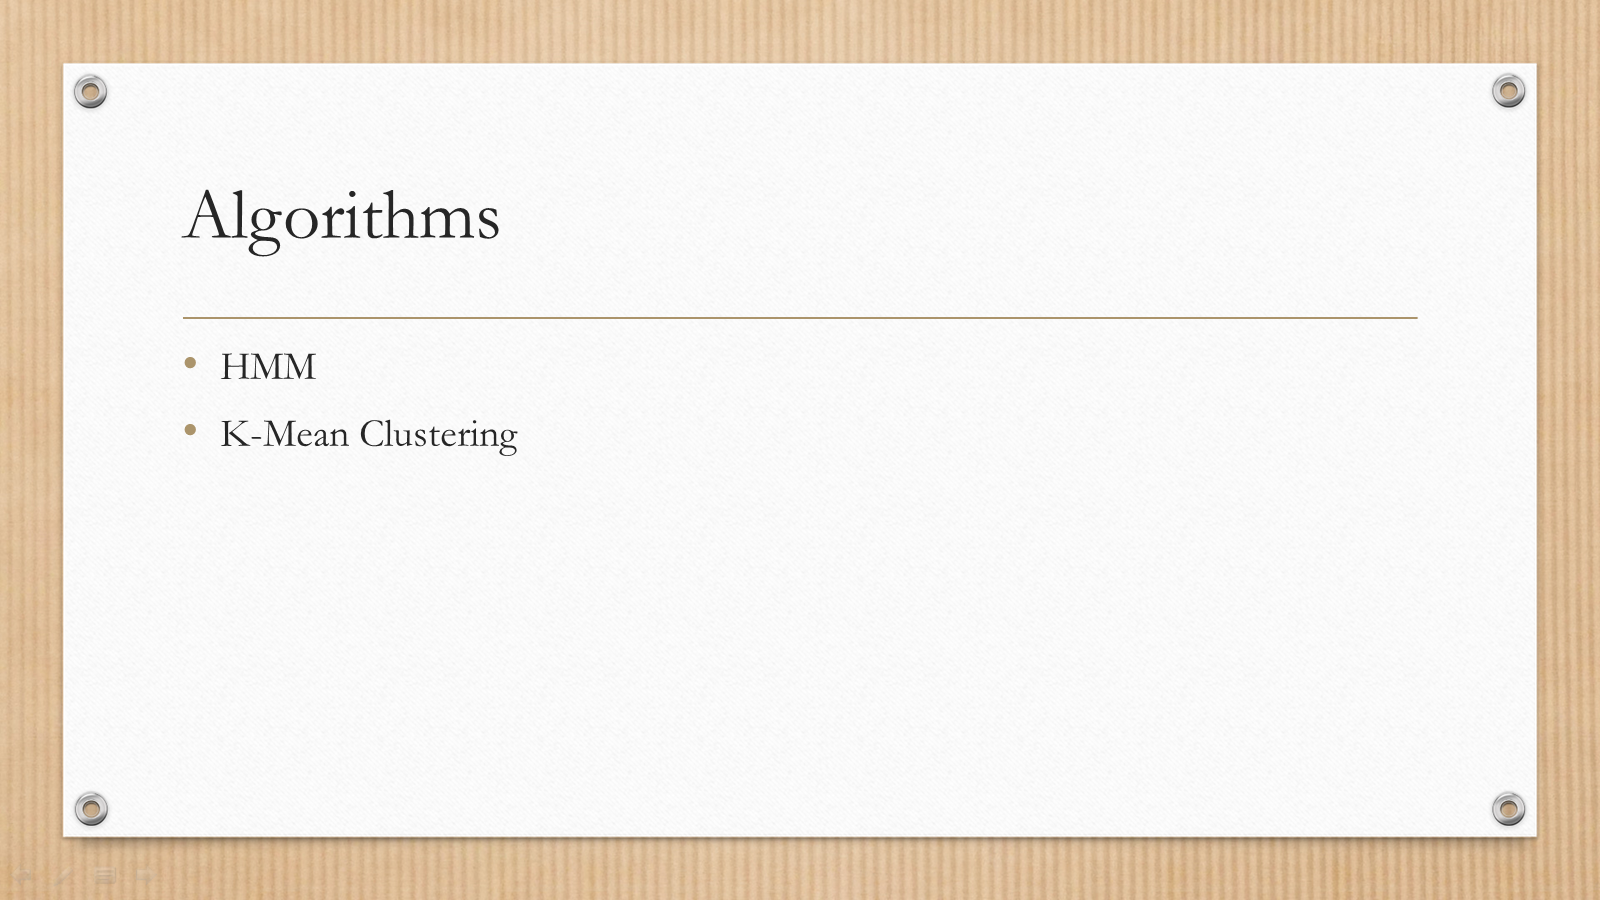 Algorithms
• HMM
• K-Mean Clustering